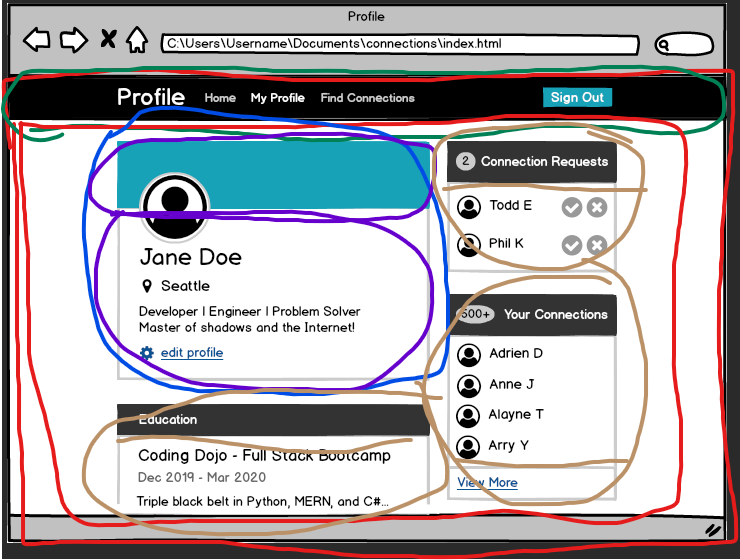 Profile
C:\Users\Username\Documents\connections\index.html
Profile Home My Profile Find Connections Sign Out
Jane Doe
Seattle
Developer | Engineer | Problem Solver
Master of shadows and the Internet!
edit profile
Education
Coding Dojo - Full Stack Bootcamp
Dec 2019 - Mar 2020
Triple black belt in Python, MERN, and C#...
2 Connection Requests
Todd E
Phil K
500+ Your Connections
Adrien D
Anne J
Alayne T
Arry Y
View More